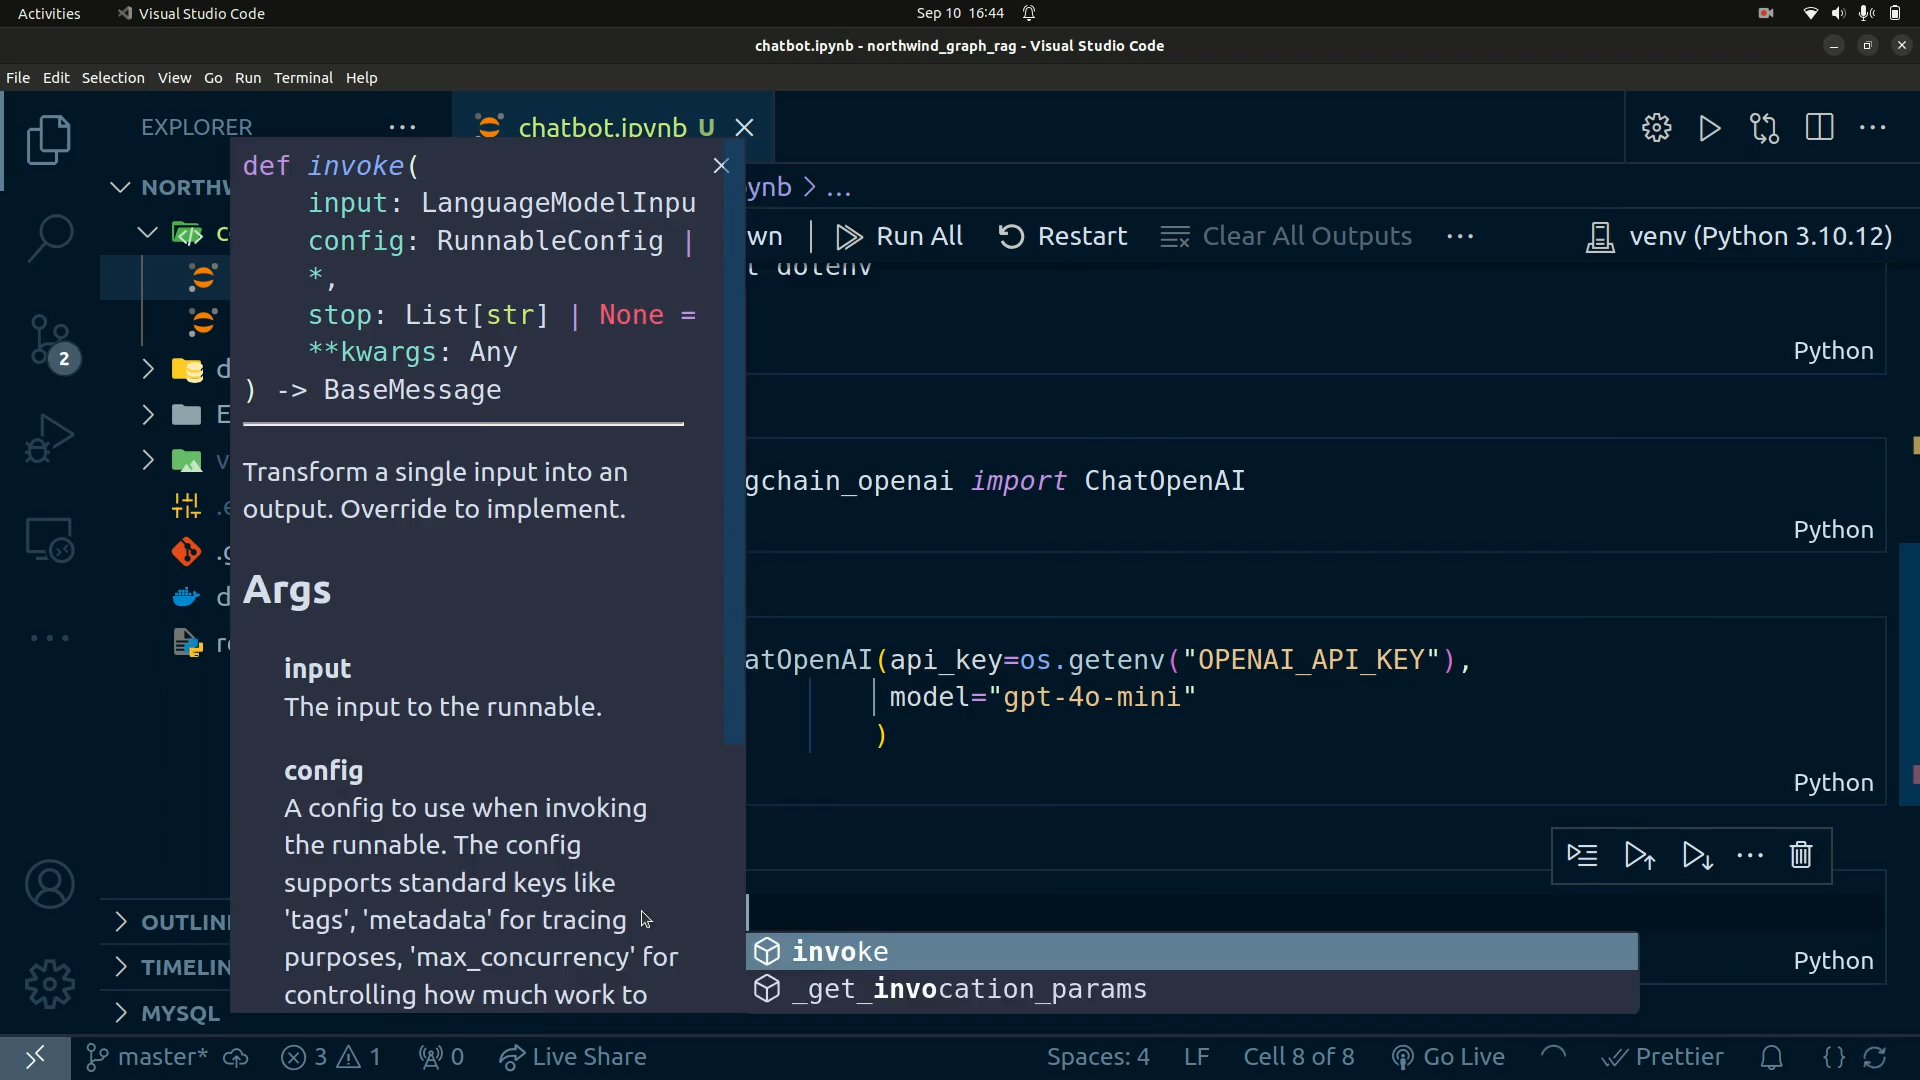 Activities
Visual Studio Code
Sep 10 16:44
chatbot.ipynb - northwind_graph_rag - Visual Studio Code
File Edit Selection View Go Run Terminal Help
EXPLORER
chatbot.ipynb U
def invoke(
input: LanguageModelInpu
config: RunnableConfig |
*,
stop: List[str] | None =
**kwargs: Any
) -> BaseMessage
Transform a single input into an
output. Override to implement.
Args
input
The input to the runnable.
config
A config to use when invoking
the runnable. The config
supports standard keys like
'tags', 'metadata' for tracing
purposes, 'max_concurrency' for
controlling how much work to
NORTHW
c
d
E
v
.e
.g
d
re
2
OUTLIN
TIMELIN
MYSQL
ynb > ...
wn
Run All
Restart
Clear All Outputs
venv (Python 3.10.12)
t dotenv
Python
gchain_openai import ChatOpenAI
Python
atOpenAI(api_key=os.getenv("OPENAI_API_KEY"),
model="gpt-4o-mini"
)
Python
invoke
_get_invocation_params
Python
master*
3
1
0
Live Share
Spaces: 4
LF
Cell 8 of 8
Go Live
Prettier
{}